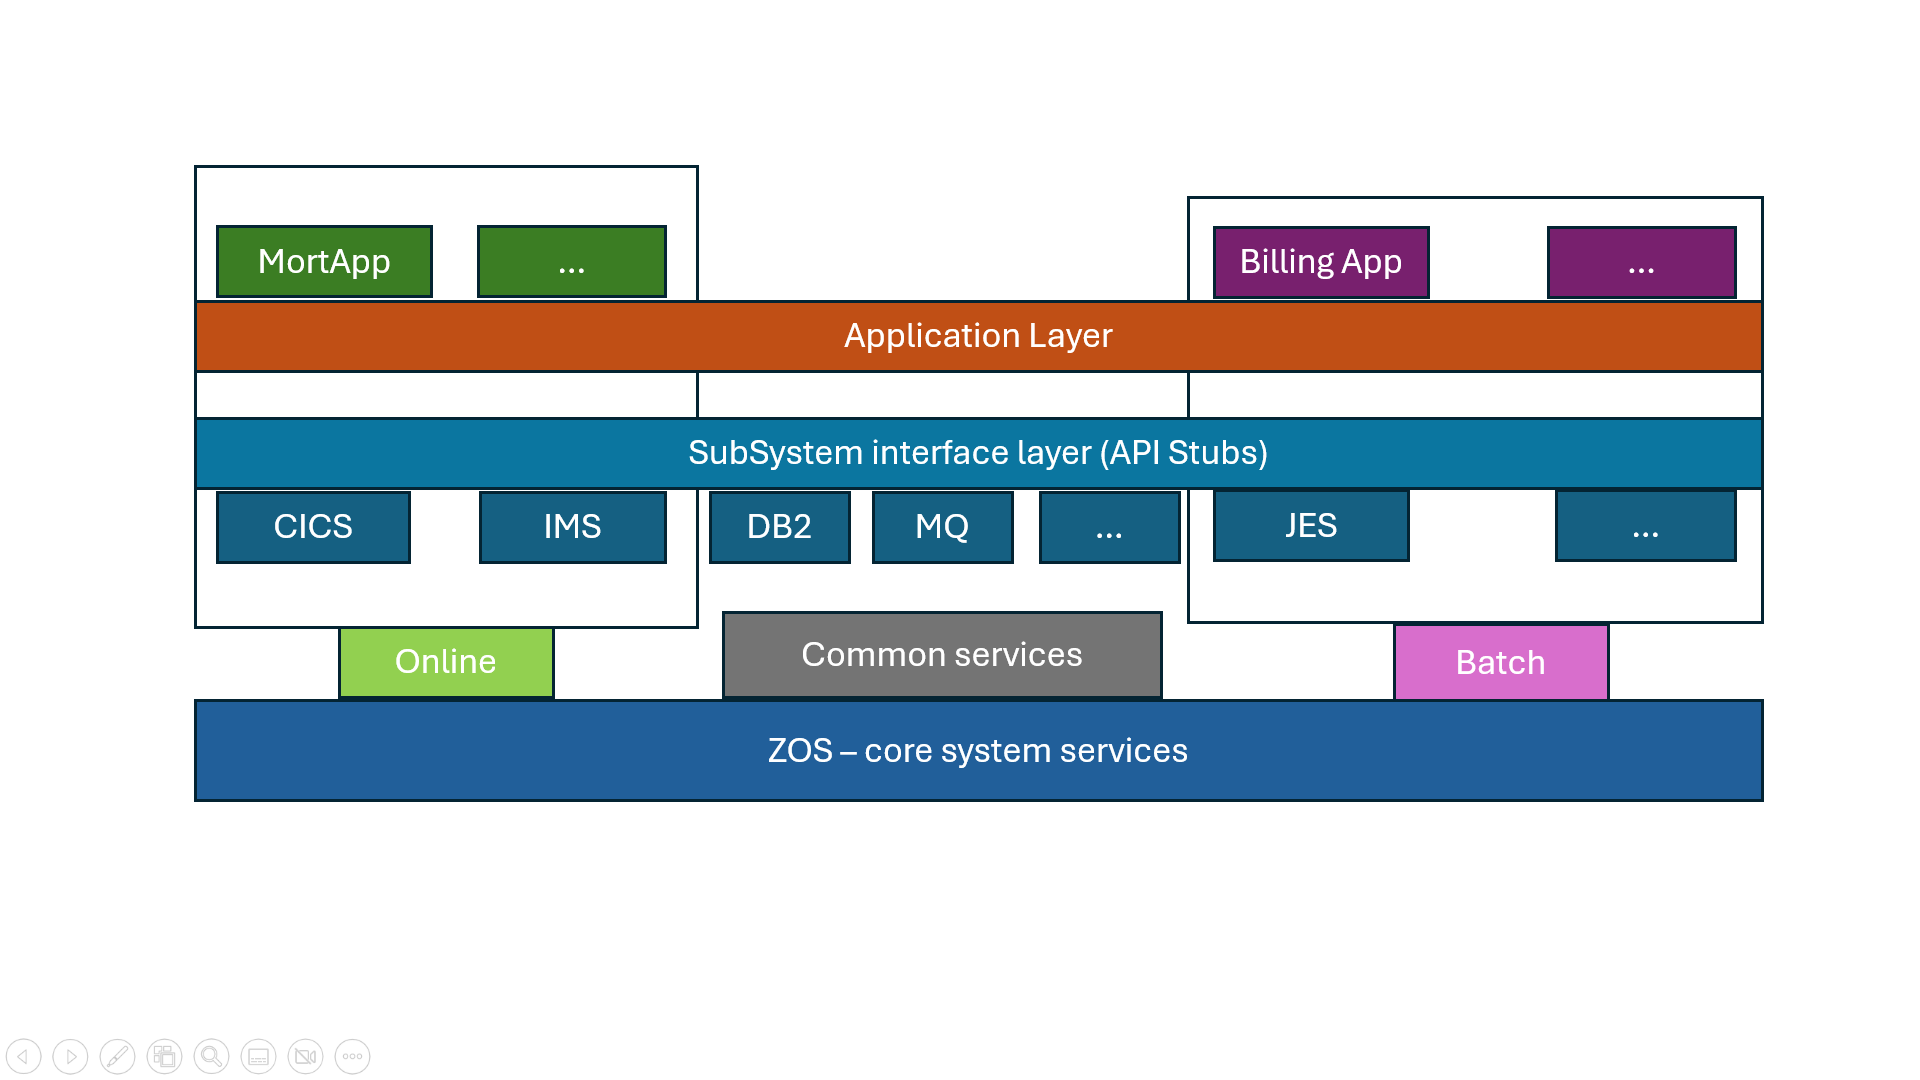 MortApp
...
Billing App
...
Application Layer
SubSystem interface layer (API Stubs)
CICS
IMS
DB2
MQ
...
JES
...
Online
Common services
Batch
ZOS – core system services